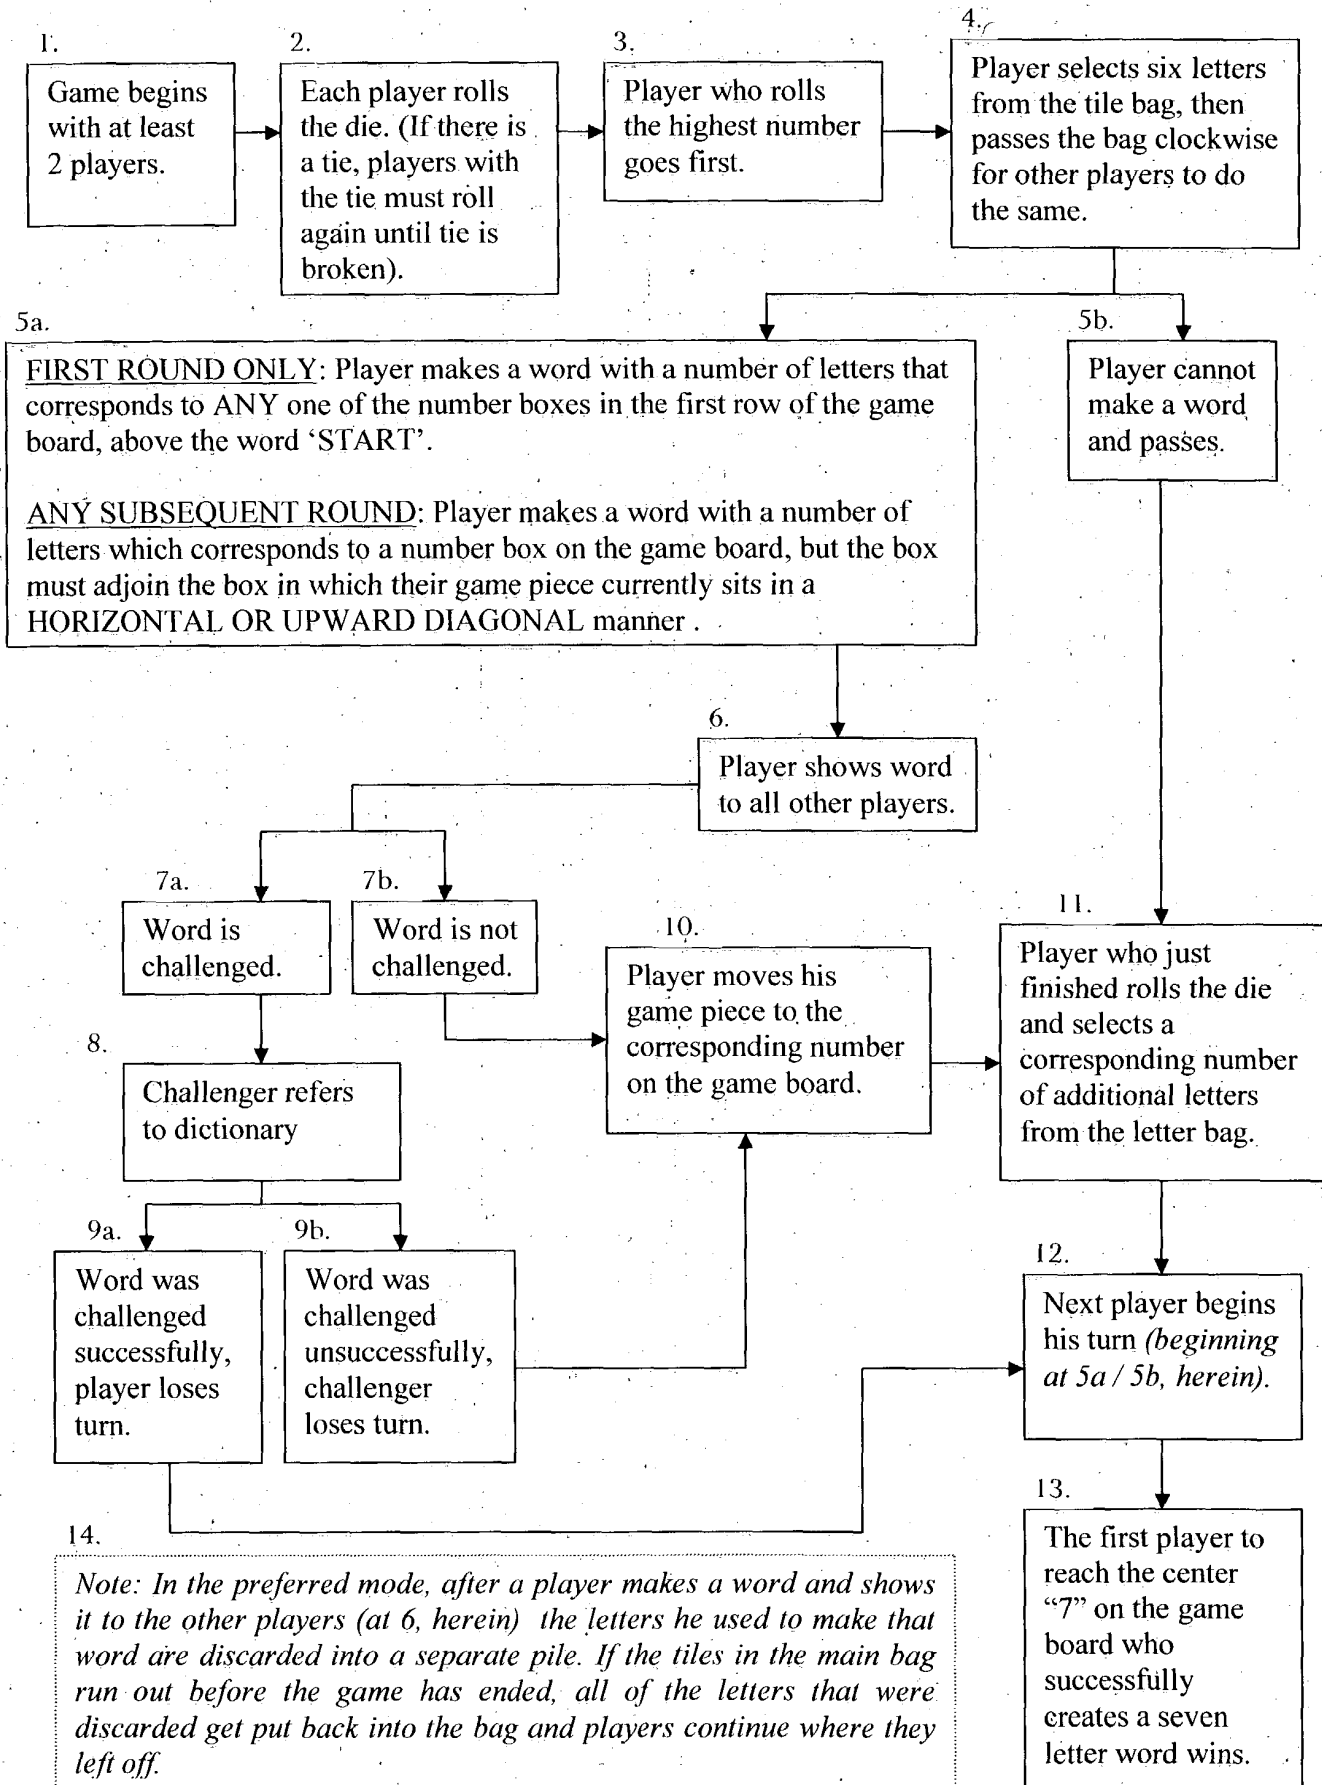 1.
Game begins
with at least
2 players.
2.
Each player rolls
the die. (If there is
a tie, players with
the tie must roll
again until tie is
broken).
3.
Player who rolls
the highest number
goes first.
4.
Player selects six letters
from the tile bag, then
passes the bag clockwise
for other players to do
the same.
5a.
FIRST ROUND ONLY: Player makes a word with a number of letters that
corresponds to ANY one of the number boxes in the first row of the game
board, above the word ‘START’.
ANY SUBSEQUENT ROUND: Player makes a word with a number of
letters which corresponds to a number box on the game board, but the box
must adjoin the box in which their game piece currently sits in a
HORIZONTAL OR UPWARD DIAGONAL manner .
5b.
Player cannot
make a word
and passes.
6.
Player shows word
to all other players.
7a.
Word is
challenged.
7b.
Word is not
challenged.
8.
Challenger refers
to dictionary
9a.
Word was
challenged
successfully,
player loses
turn.
9b.
Word was
challenged
unsuccessfully,
challenger
loses turn.
10.
Player moves his
game piece to the
corresponding number
on the game board.
11.
Player who just
finished rolls the die
and selects a
corresponding number
of additional letters
from the letter bag.
12.
Next player begins
his turn (beginning
at 5a / 5b, herein).
13.
The first player to
reach the center
“7” on the game
board who
successfully
creates a seven
letter word wins.
14.
Note: In the preferred mode, after a player makes a word and shows
it to the other players (at 6, herein) the letters he used to make that
word are discarded into a separate pile. If the tiles in the main bag
run out before the game has ended, all of the letters that were
discarded get put back into the bag and players continue where they
left off.